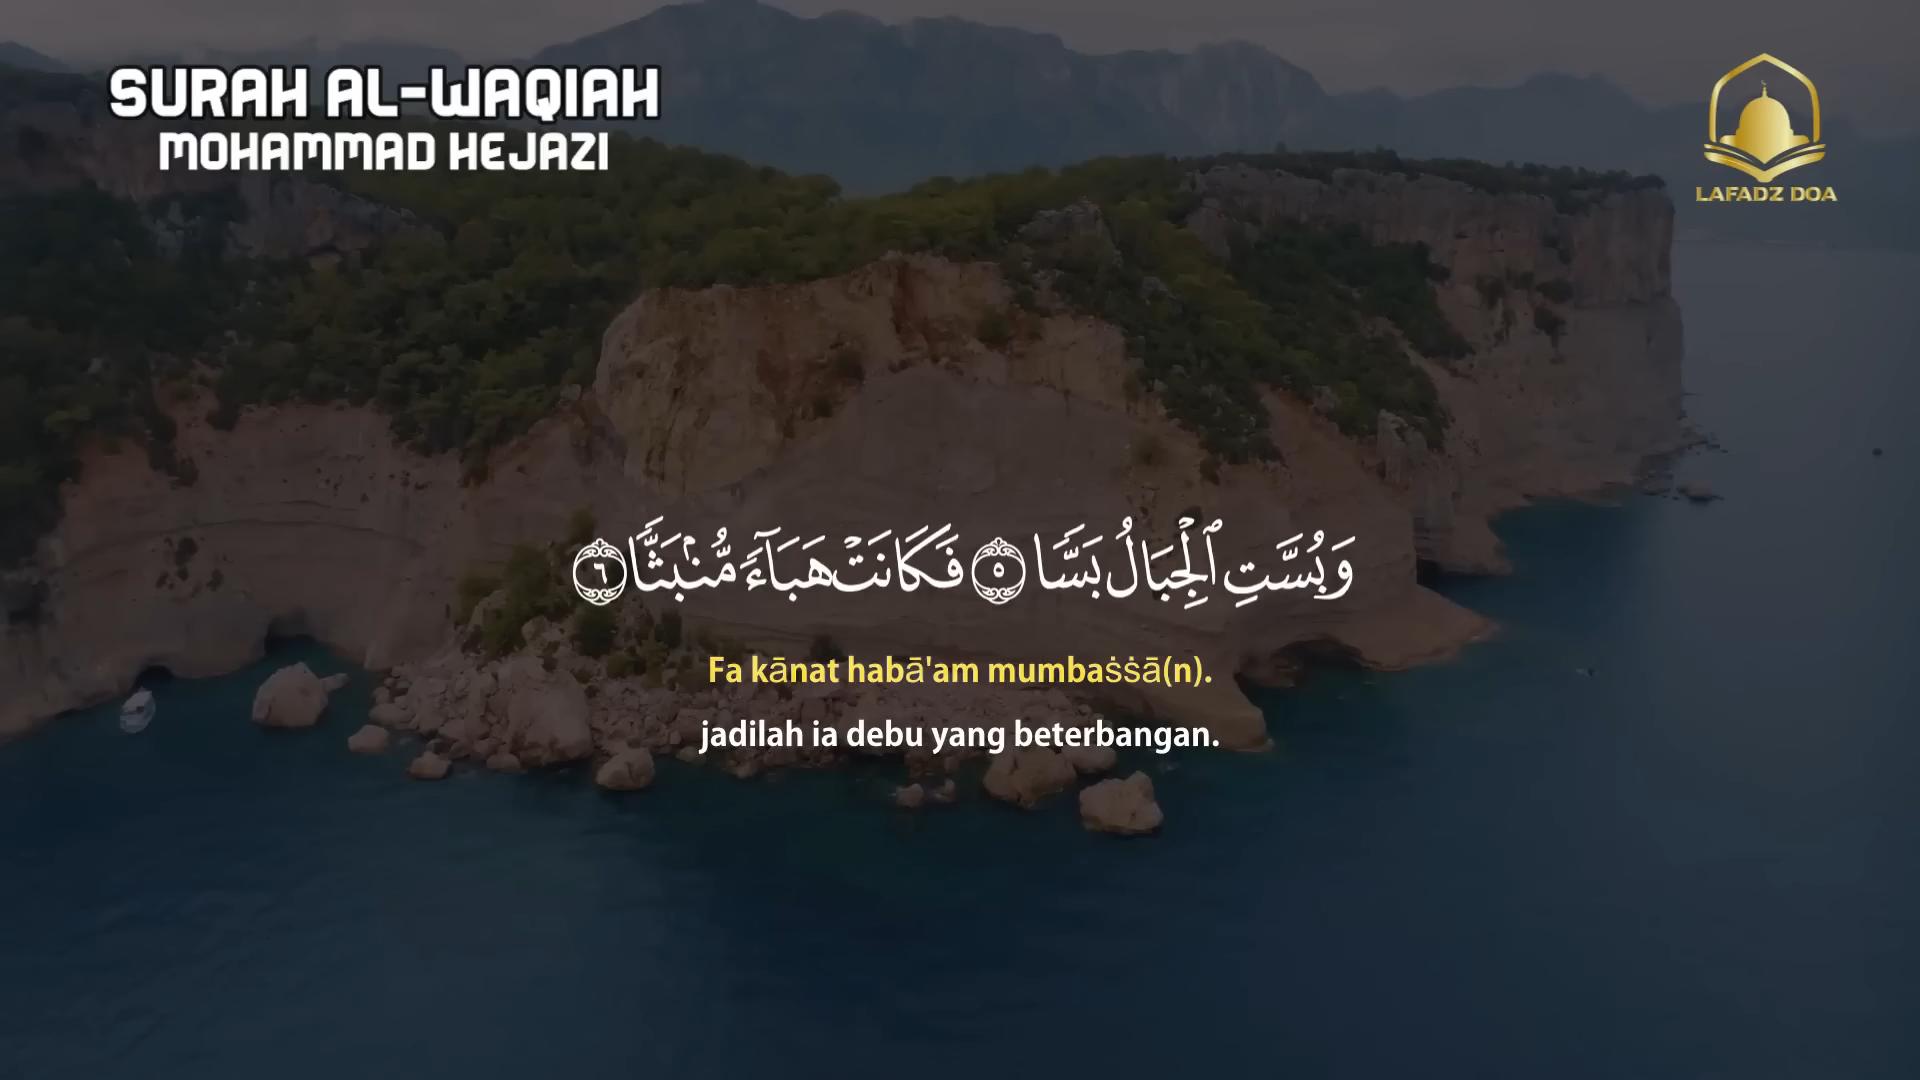 SURAH AL-WAQIAH
MOHAMMAD HEJAZI
LAFADZ DOA
وَبُسَّتِ ٱلْجِبَالُ بَسًّا ٥ فَكَانَتْ هَبَآءً مُّنۢبَثًّا ٦
Fa kānat habā'am mumbaṡṡā(n).
jadilah ia debu yang beterbangan.